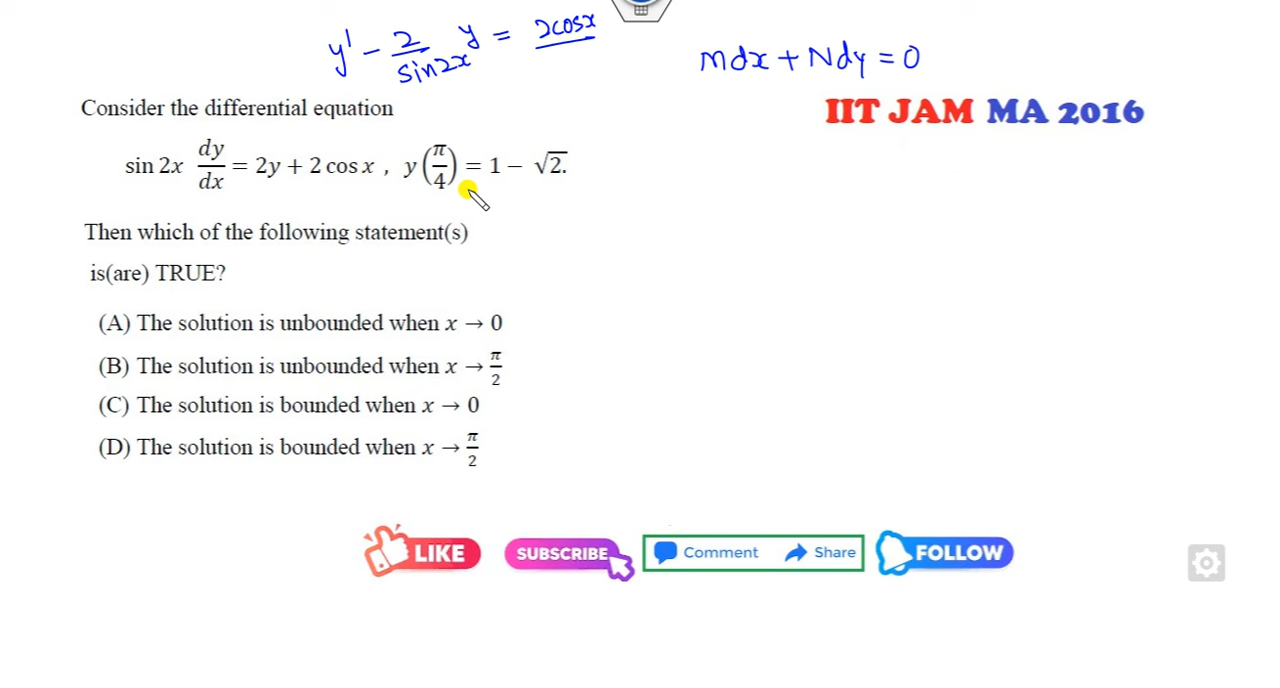 y' - 2/sin2x y = 2cosx
Mdx + Ndy = 0
Consider the differential equation
IIT JAM MA 2016
sin 2x dy/dx = 2y + 2 cos x , y(π/4) = 1 − √2.
Then which of the following statement(s)
is(are) TRUE?
(A) The solution is unbounded when x → 0
(B) The solution is unbounded when x → π/2
(C) The solution is bounded when x → 0
(D) The solution is bounded when x → π/2
LIKE
SUBSCRIBE
Comment
Share
FOLLOW